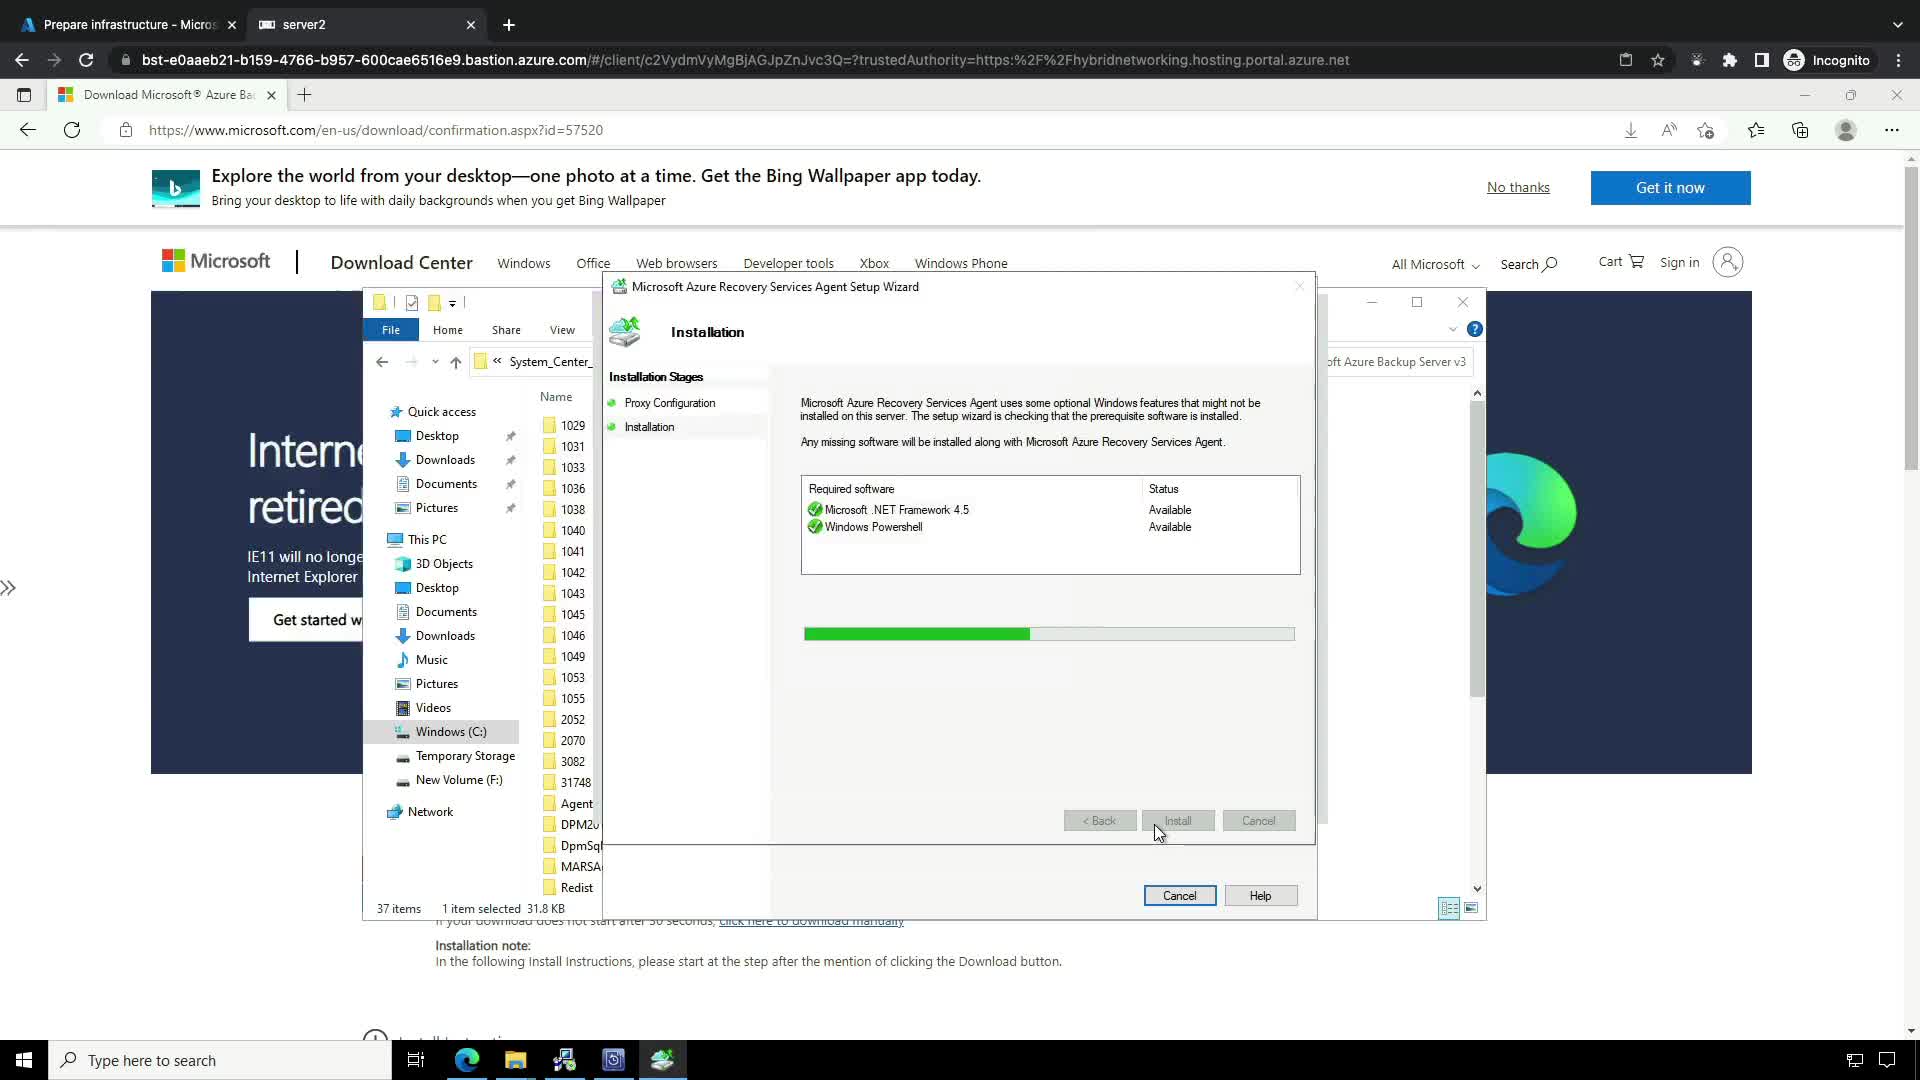 Prepare infrastructure - Micros
server2
bst-e0aaeb21-b159-4766-b957-600cae6516e9.bastion.azure.com/#/client/c2VydmVyMgBjAGJpZnJvc3Q=?trustedAuthority=https:%2F%2Fhybridnetworking.hosting.portal.azure.net
Incognito
Download Microsoft® Azure Bac
https://www.microsoft.com/en-us/download/confirmation.aspx?id=57520
Explore the world from your desktop—one photo at a time. Get the Bing Wallpaper app today.
Bring your desktop to life with daily backgrounds when you get Bing Wallpaper
No thanks
Get it now
Microsoft
Download Center
Windows
Office
Web browsers
Developer tools
Xbox
Windows Phone
All Microsoft
Search
Cart
Sign in
Interne
retired
IE11 will no longe
Internet Explorer
Get started w
File
Home
Share
View
« System_Center_
oft Azure Backup Server v3
Name
Quick access
Desktop
Downloads
Documents
Pictures
This PC
3D Objects
Desktop
Documents
Downloads
Music
Pictures
Videos
Windows (C:)
Temporary Storage
New Volume (F:)
Network
1029
1031
1033
1036
1038
1040
1041
1042
1043
1045
1046
1049
1053
1055
2052
2070
3082
31748
Agent
DPM20
DpmSql
MARSA
Redist
37 items
1 item selected 31.8 KB
Microsoft Azure Recovery Services Agent Setup Wizard
Installation
Installation Stages
Proxy Configuration
Installation
Microsoft Azure Recovery Services Agent uses some optional Windows features that might not be
installed on this server. The setup wizard is checking that the prerequisite software is installed.
Any missing software will be installed along with Microsoft Azure Recovery Services Agent.
Required software
Status
Microsoft .NET Framework 4.5
Available
Windows Powershell
Available
< Back
Install
Cancel
Cancel
Help
If your download does not start after 30 seconds, click here to download manually
Installation note:
In the following Install Instructions, please start at the step after the mention of clicking the Download button.
Type here to search